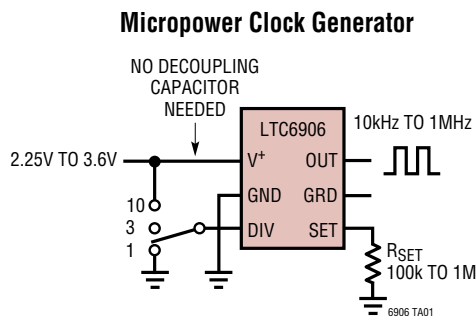 Micropower Clock Generator
NO DECOUPLING
CAPACITOR
NEEDED
2.25V TO 3.6V
10
3
1
LTC6906
V+
GND
DIV
OUT
GRD
SET
10kHz TO 1MHz
RSET
100k TO 1M
6906 TA01